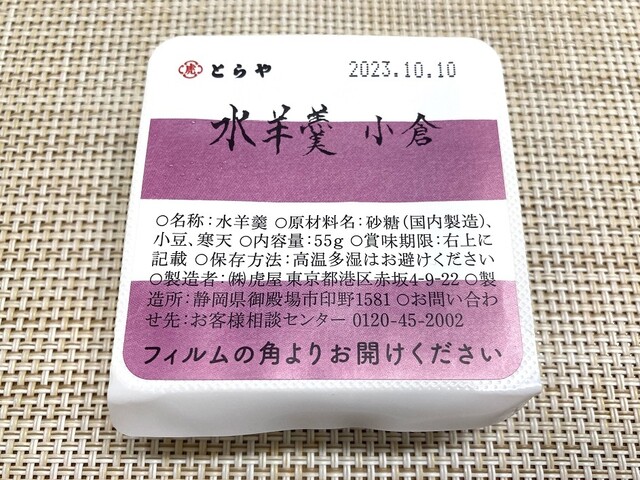 虎 とらや 2023.10.10
水羊羹 小倉
○名称:水羊羹 ○原材料名:砂糖(国内製造)、
小豆、寒天 ○内容量:55g ○賞味期限:右上に
記載 ○保存方法:高温多湿はお避けください
○製造者:㈱虎屋 東京都港区赤坂4-9-22 ○製
造所:静岡県御殿場市印野1581 ○お問い合わ
せ先:お客様相談センター 0120-45-2002
フィルムの角よりお開けください